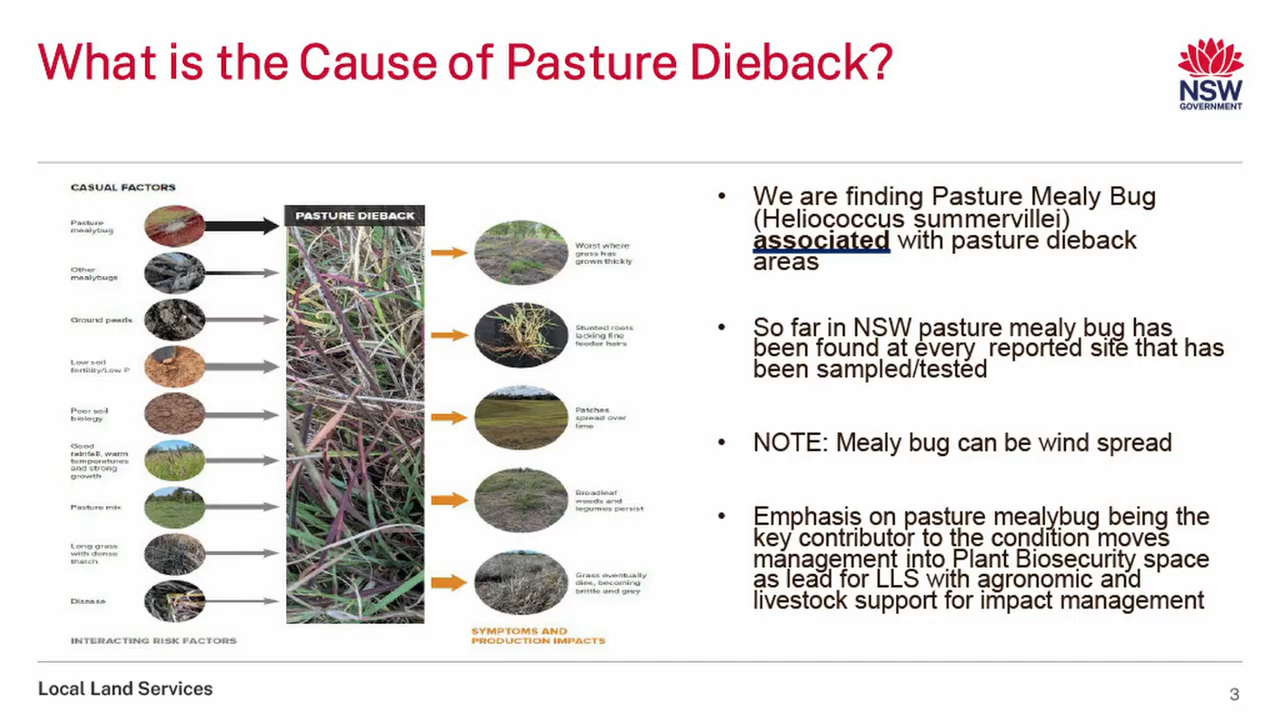 What is the Cause of Pasture Dieback?
NSW
GOVERNMENT
CASUAL FACTORS
Pasture
mealybug
Other
mealybugs
Ground pearls
Low soil
fertility/Low P
Poor soil
biology
Good
rainfall, warm
temperatures
and strong
growth
Pasture mix
Long grass
with dense
thatch
Disease
INTERACTING RISK FACTORS
PASTURE DIEBACK
Worst where
grass has
grown thickly
Stunted roots
lacking fine
feeder hairs
Patches
spread over
time
Broadleaf
weeds and
legumes persist
Grass eventually
dies, becoming
brittle and grey
SYMPTOMS AND
PRODUCTION IMPACTS
• We are finding Pasture Mealy Bug
(Heliococcus summervillei)
associated with pasture dieback
areas
• So far in NSW pasture mealy bug has
been found at every reported site that has
been sampled/tested
• NOTE: Mealy bug can be wind spread
• Emphasis on pasture mealybug being the
key contributor to the condition moves
management into Plant Biosecurity space
as lead for LLS with agronomic and
livestock support for impact management
Local Land Services
3